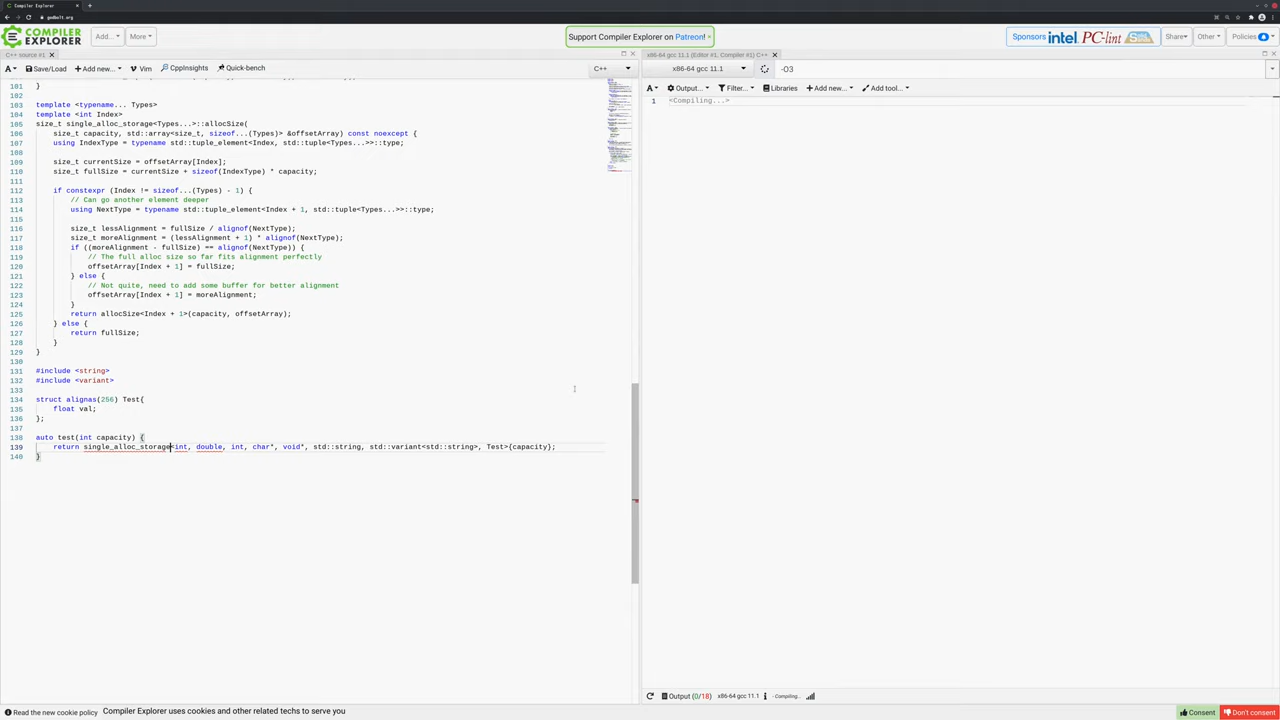 Compiler Explorer
godbolt.org
COMPILER EXPLORER
Add...
More
Support Compiler Explorer on Patreon!
Sponsors intel PC-lint
Share
Other
Policies
C++ source #1
x86-64 gcc 11.1 (Editor #1, Compiler #1) C++
A
Save/Load
Add new...
Vim
CppInsights
Quick-bench
C++
x86-64 gcc 11.1
-O3
A
Output...
Filter...
Libraries
Add new...
Add tool...
1 <Compiling...>
101 }
102
103 template <typename... Types>
104 template <int Index>
105 size_t single_alloc_storage<Types...>::allocSize(
106 size_t capacity, std::array<size_t, sizeof...(Types)> &offsetArray) const noexcept {
107 using IndexType = typename std::tuple_element<Index, std::tuple<Types...>>::type;
108
109 size_t currentSize = offsetArray[Index];
110 size_t fullSize = currentSize + sizeof(IndexType) * capacity;
111
112 if constexpr (Index != sizeof...(Types) - 1) {
113 // Can go another element deeper
114 using NextType = typename std::tuple_element<Index + 1, std::tuple<Types...>>::type;
115
116 size_t lessAlignment = fullSize / alignof(NextType);
117 size_t moreAlignment = (lessAlignment + 1) * alignof(NextType);
118 if ((moreAlignment - fullSize) == alignof(NextType)) {
119 // The full alloc size so far fits alignment perfectly
120 offsetArray[Index + 1] = fullSize;
121 } else {
122 // Not quite, need to add some buffer for better alignment
123 offsetArray[Index + 1] = moreAlignment;
124 }
125 return allocSize<Index + 1>(capacity, offsetArray);
126 } else {
127 return fullSize;
128 }
129 }
130
131 #include <string>
132 #include <variant>
133
134 struct alignas(256) Test{
135 float val;
136 };
137
138 auto test(int capacity) {
139 return single_alloc_storage<int, double, int, char*, void*, std::string, std::variant<std::string>, Test>{capacity};
140 }
Output (0/18) x86-64 gcc 11.1 i - Compiling...
Read the new cookie policy Compiler Explorer uses cookies and other related techs to serve you
Consent
Don't consent